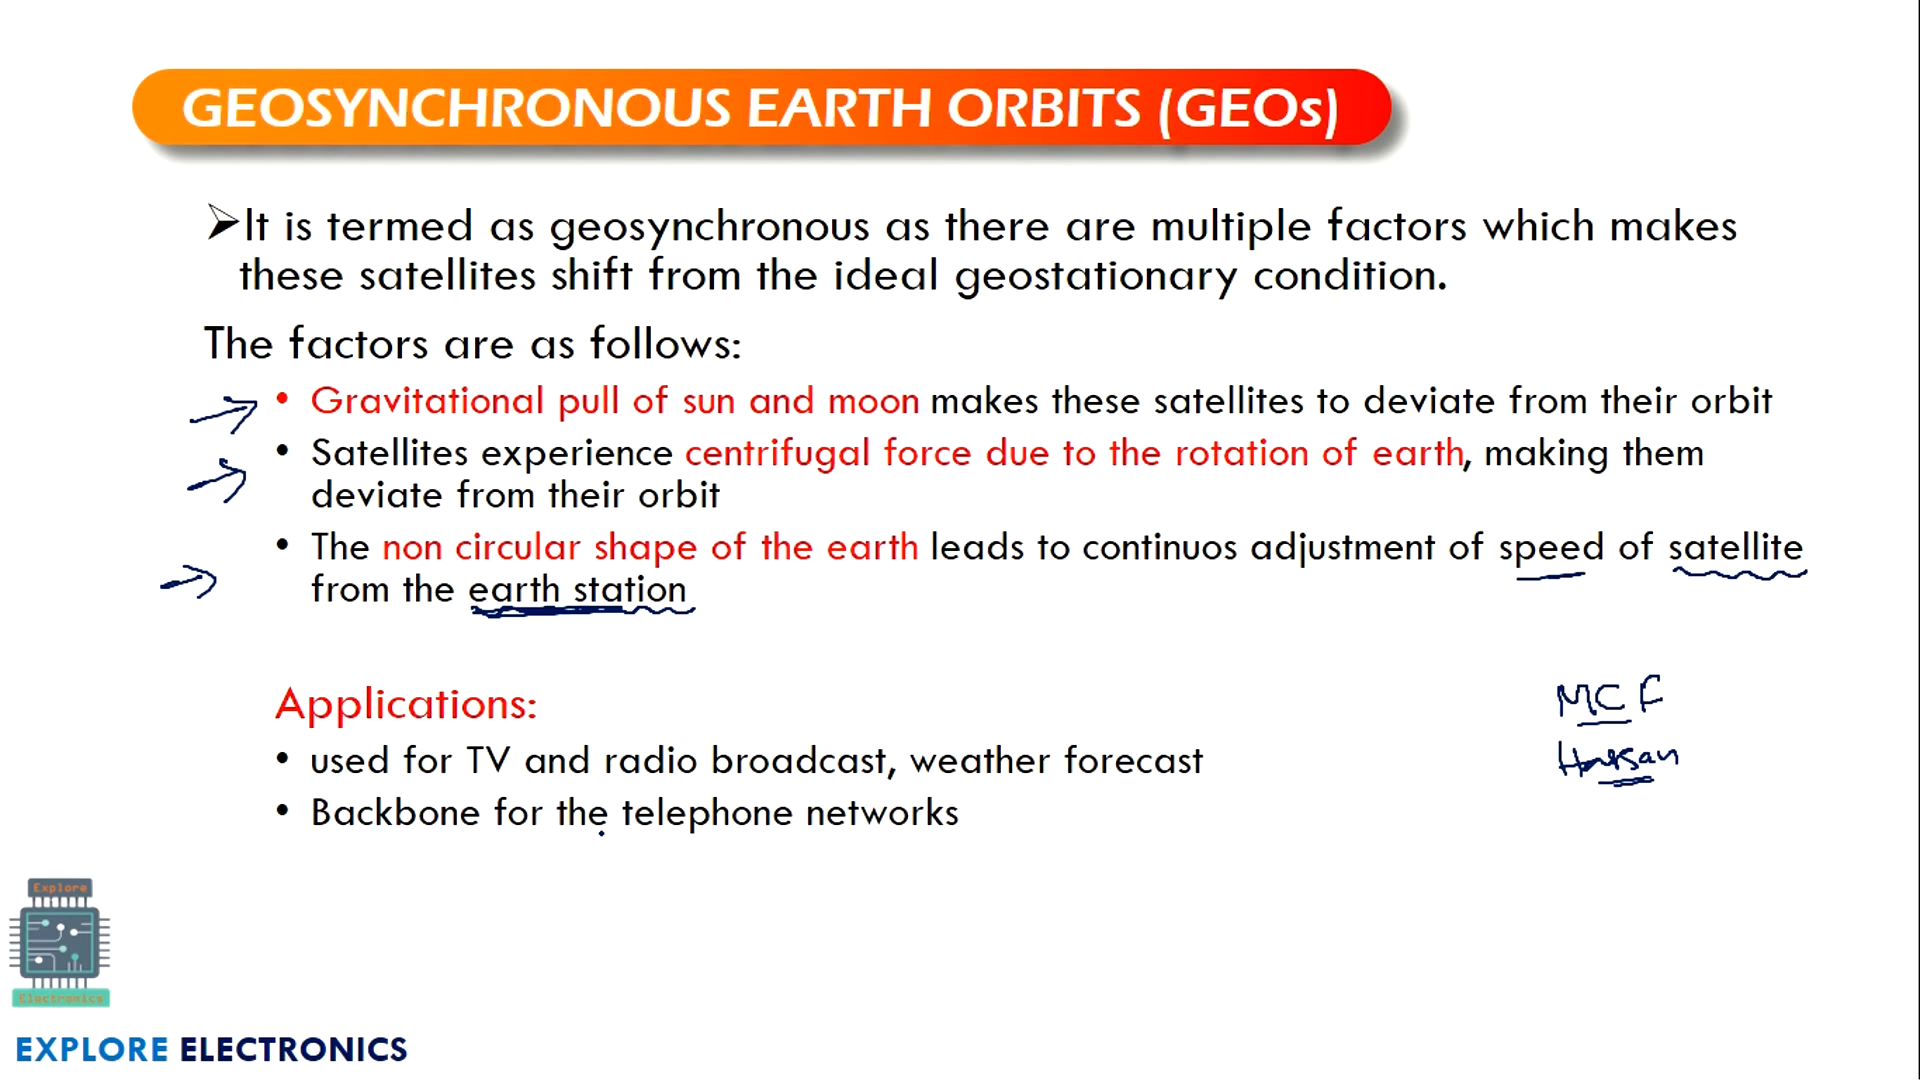 GEOSYNCHRONOUS EARTH ORBITS (GEOs)
It is termed as geosynchronous as there are multiple factors which makes
these satellites shift from the ideal geostationary condition.
The factors are as follows:
• Gravitational pull of sun and moon makes these satellites to deviate from their orbit
• Satellites experience centrifugal force due to the rotation of earth, making them
deviate from their orbit
• The non circular shape of the earth leads to continuos adjustment of speed of satellite
from the earth station
Applications:
• used for TV and radio broadcast, weather forecast
• Backbone for the telephone networks
MCF
Hassan
Explore
Electronics
EXPLORE ELECTRONICS